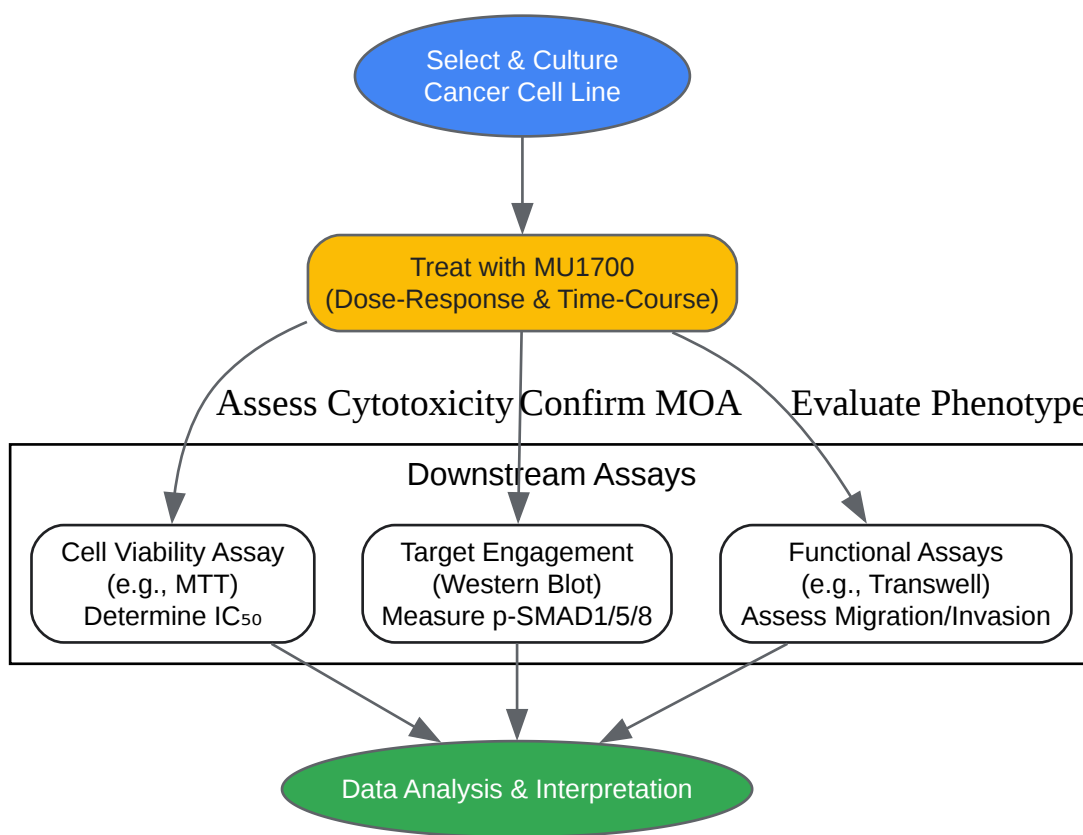 Select & Culture
Cancer Cell Line
Treat with MU1700
(Dose-Response & Time-Course)
Assess Cytotoxicity
Confirm MOA
Evaluate Phenotype
Downstream Assays
Cell Viability Assay
(e.g., MTT)
Determine IC₅₀
Target Engagement
(Western Blot)
Measure p-SMAD1/5/8
Functional Assays
(e.g., Transwell)
Assess Migration/Invasion
Data Analysis & Interpretation